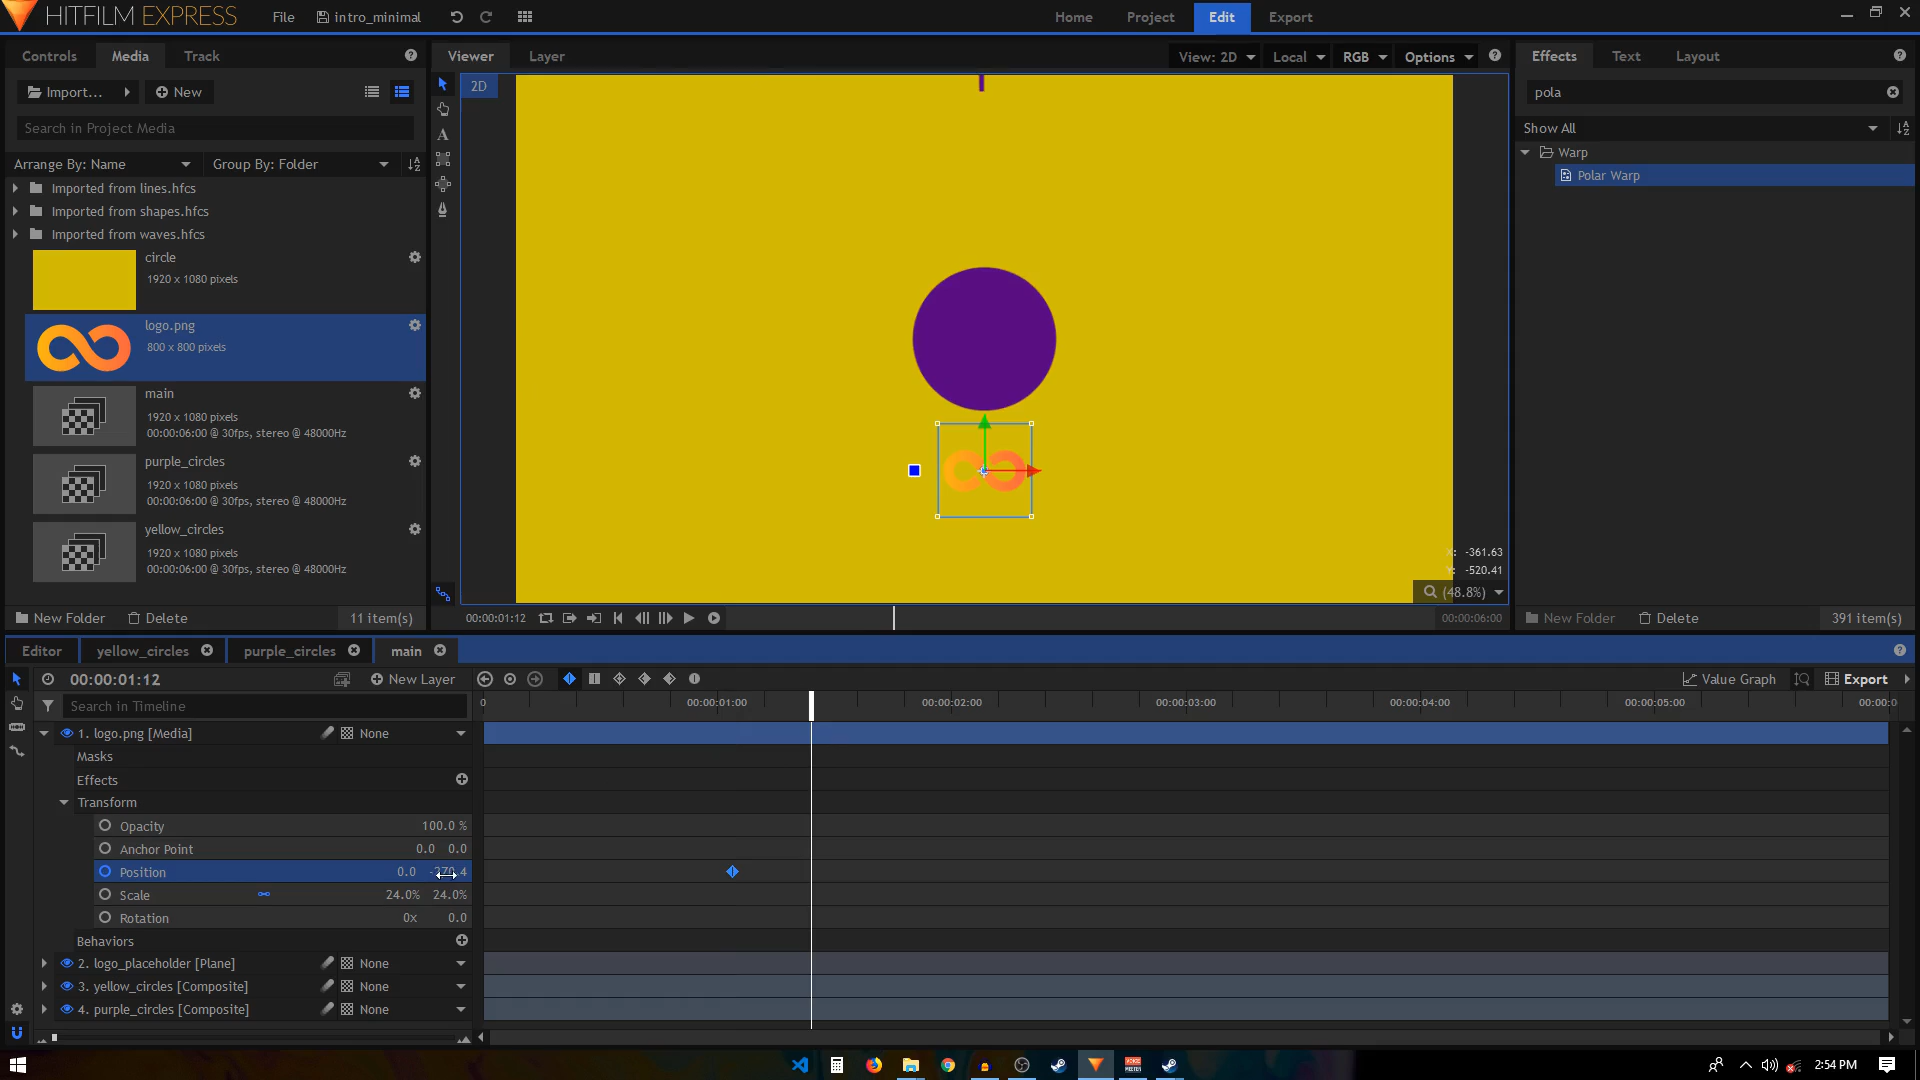 HITFILM EXPRESS
File
intro_minimal
Home
Project
Edit
Export
Controls
Media
Track
Import...
New
Search in Project Media
Arrange By: Name
Group By: Folder
Imported from lines.hfcs
Imported from shapes.hfcs
Imported from waves.hfcs
circle
1920 x 1080 pixels
logo.png
800 x 800 pixels
main
1920 x 1080 pixels
00:00:06:00 @ 30fps, stereo @ 48000Hz
purple_circles
1920 x 1080 pixels
00:00:06:00 @ 30fps, stereo @ 48000Hz
yellow_circles
1920 x 1080 pixels
00:00:06:00 @ 30fps, stereo @ 48000Hz
New Folder
Delete
11 item(s)
Viewer
Layer
View: 2D
Local
RGB
Options
2D
X: -361.63
-520.41
(48.8%)
00:00:01:12
00:00:06:00
Effects
Text
Layout
pola
Show All
Warp
Polar Warp
New Folder
Delete
391 item(s)
Editor
yellow_circles
purple_circles
main
00:00:01:12
New Layer
Value Graph
Export
Search in Timeline
0
00:00:01:00
00:00:02:00
00:00:03:00
00:00:04:00
00:00:05:00
00:00:0
1. logo.png [Media]
None
Masks
Effects
Transform
Opacity
100.0 %
Anchor Point
0.0 0.0
Position
0.0
Scale
24.0% 24.0%
Rotation
0x 0.0
Behaviors
2. logo_placeholder [Plane]
None
3. yellow_circles [Composite]
None
4. purple_circles [Composite]
None
2:54 PM